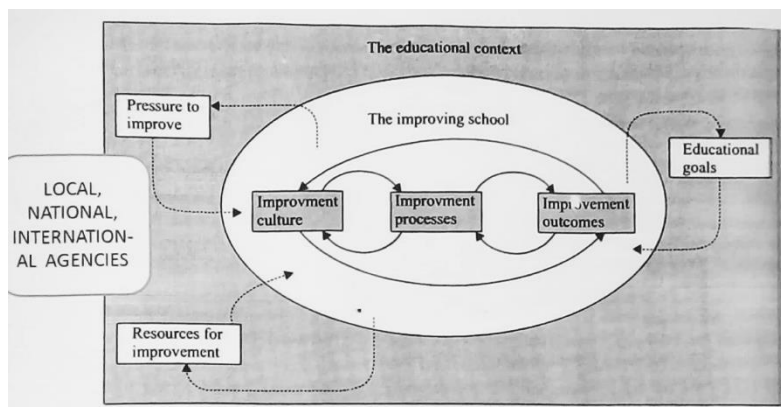 The educational context
Pressure to
improve
The improving school
Educational
goals
LOCAL,
NATIONAL,
INTERNATION-
AL AGENCIES
Improvment
culture
Improvment
processes
Improvement
outcomes
Resources for
improvement